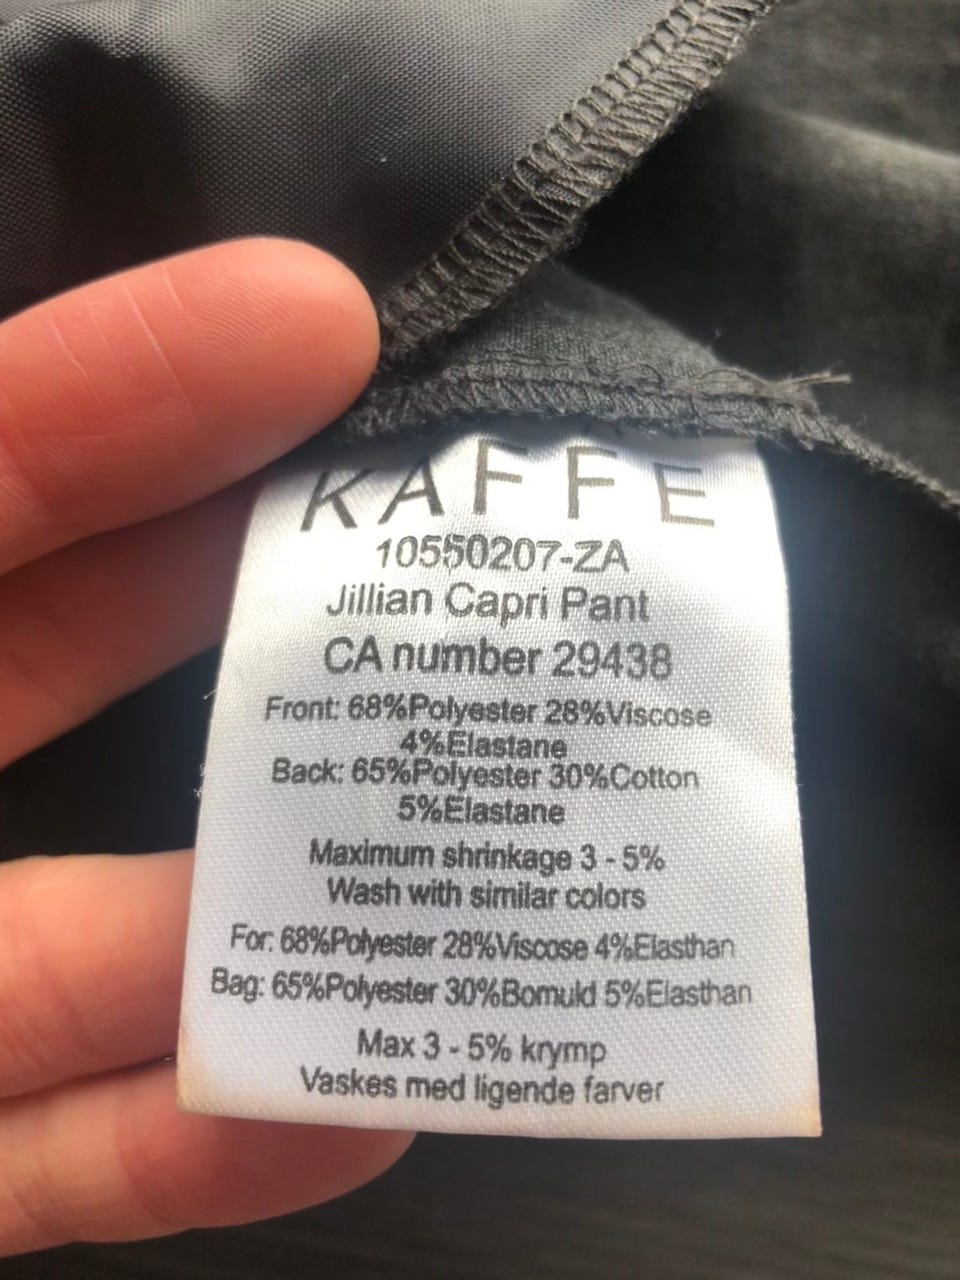 KAFFE
10550207-ZA
Jillian Capri Pant
CA number 29438
Front: 68%Polyester 28%Viscose
4%Elastane
Back: 65%Polyester 30%Cotton
5%Elastane
Maximum shrinkage 3 - 5%
Wash with similar colors
For: 68%Polyester 28%Viscose 4%Elasthan
Bag: 65%Polyester 30%Bomuld 5%Elasthan
Max 3 - 5% krymp
Vaskes med ligende farver